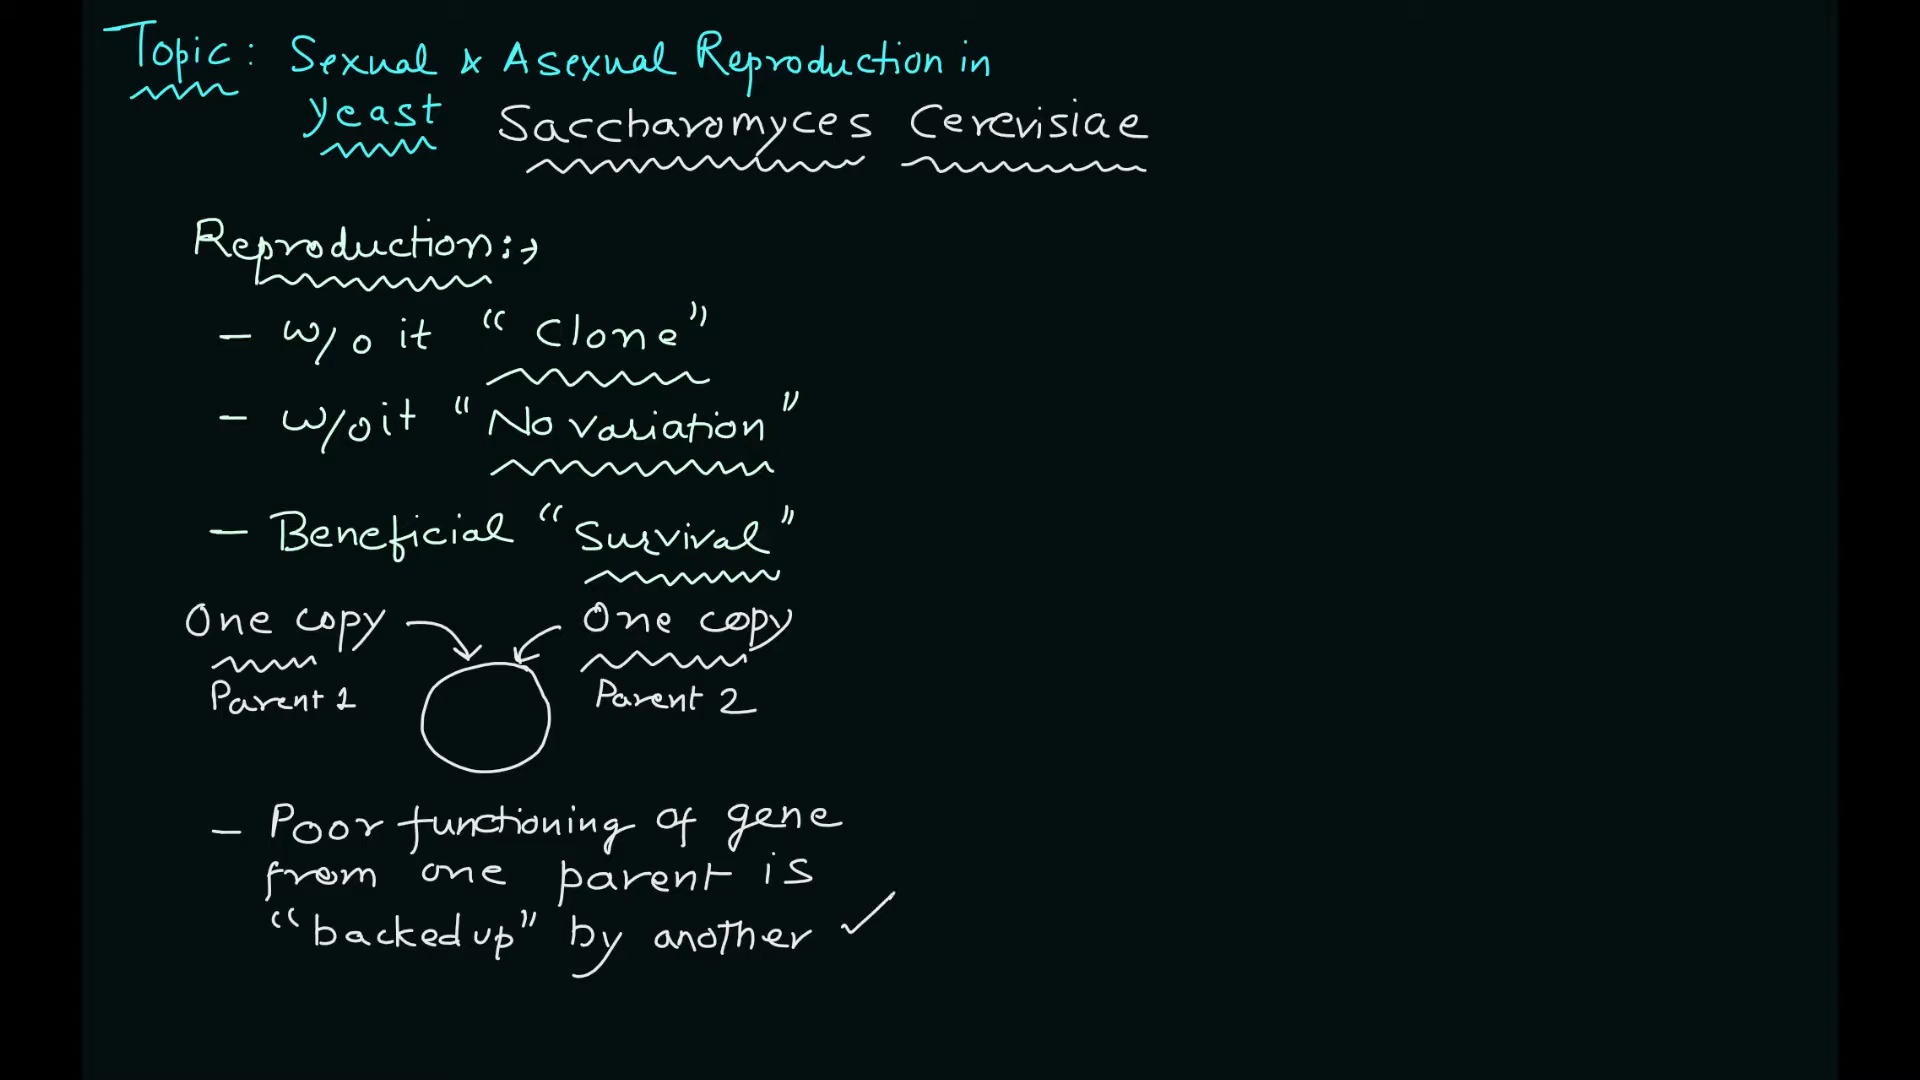 Topic: Sexual & Asexual Reproduction in
Yeast Saccharomyces Cerevisiae
Reproduction:→
- w/o it "Clone"
- w/o it "No variation"
- Beneficial "Survival"
One copy One copy
Parent 1 Parent 2
- Poor functioning of gene
from one parent is
"backed up" by another ✓